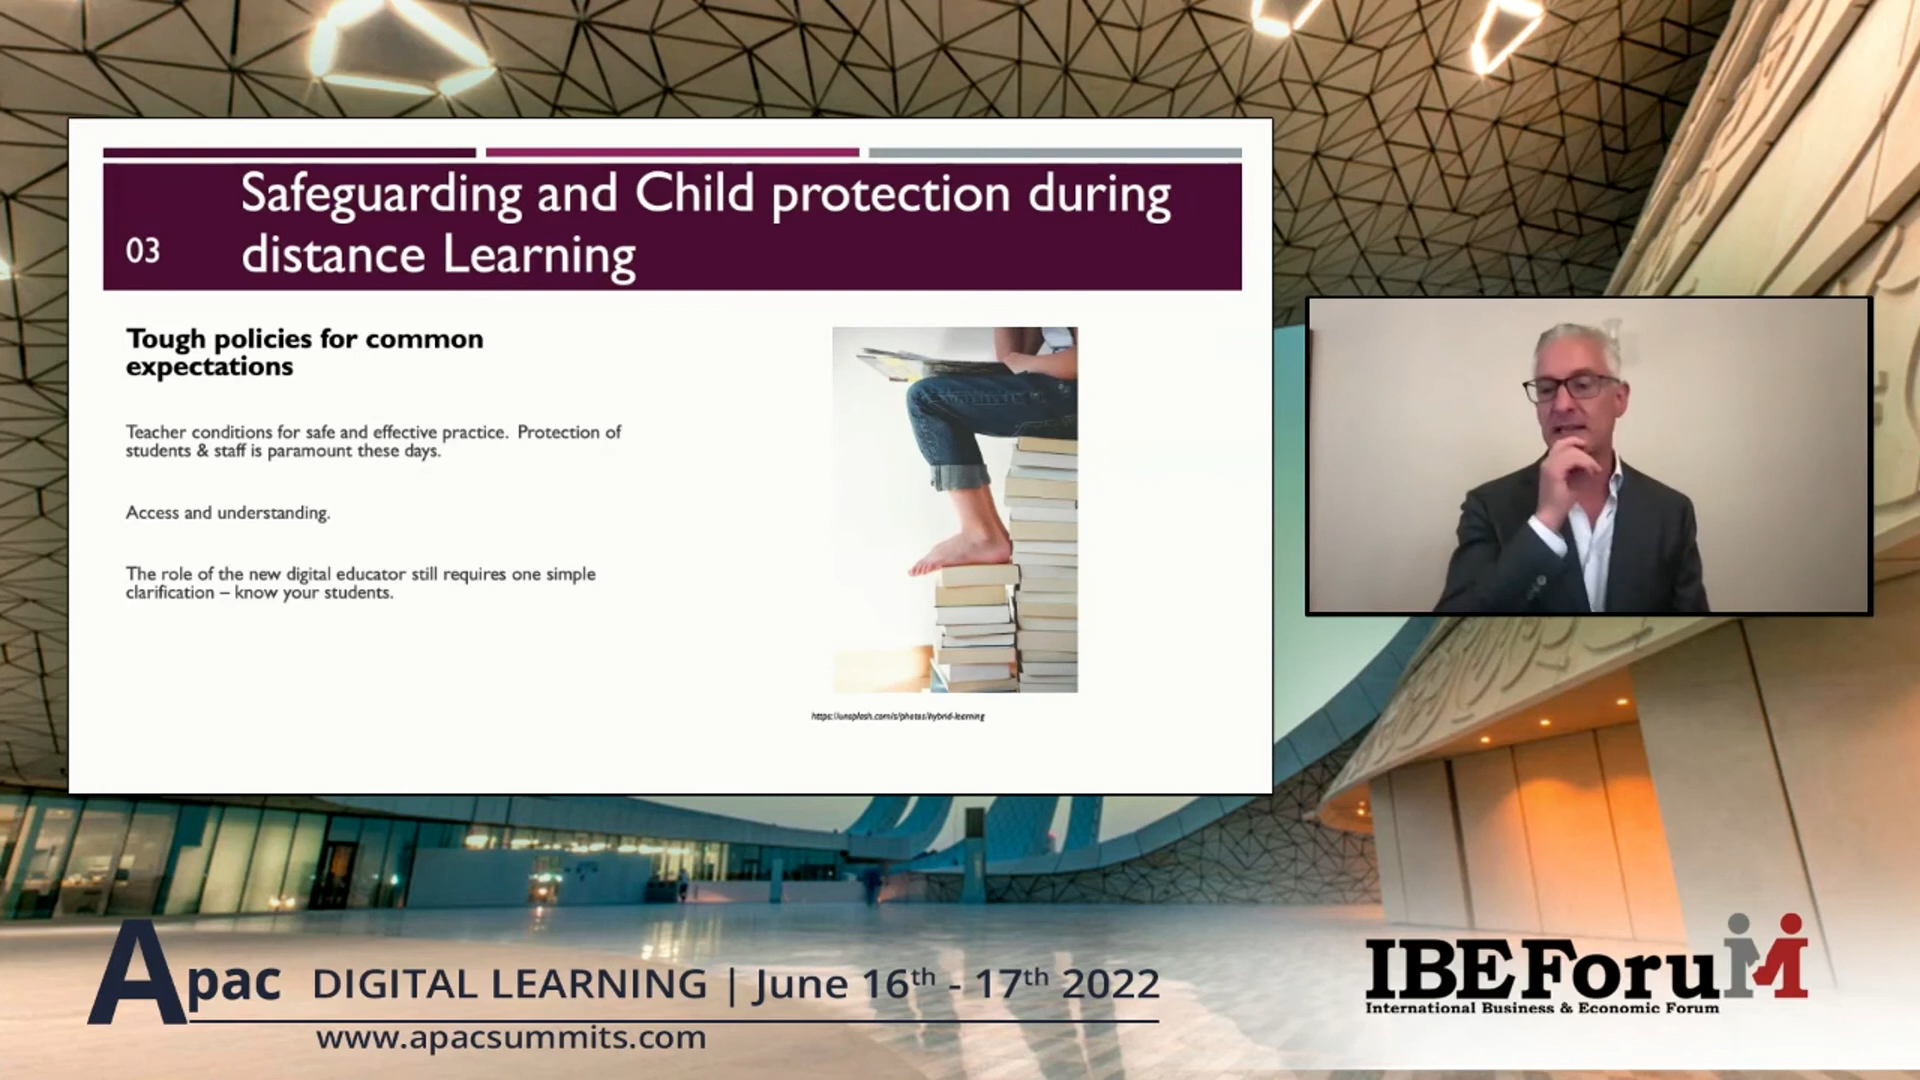 Safeguarding and Child protection during
distance Learning
03
Tough policies for common
expectations
Teacher conditions for safe and effective practice. Protection of
students & staff is paramount these days.
Access and understanding.
The role of the new digital educator still requires one simple
clarification – know your students.
https://unsplash.com/s/photos/hybrid-learning
Apac DIGITAL LEARNING | June 16th - 17th 2022
www.apacsummits.com
IBEForuM
International Business & Economic Forum